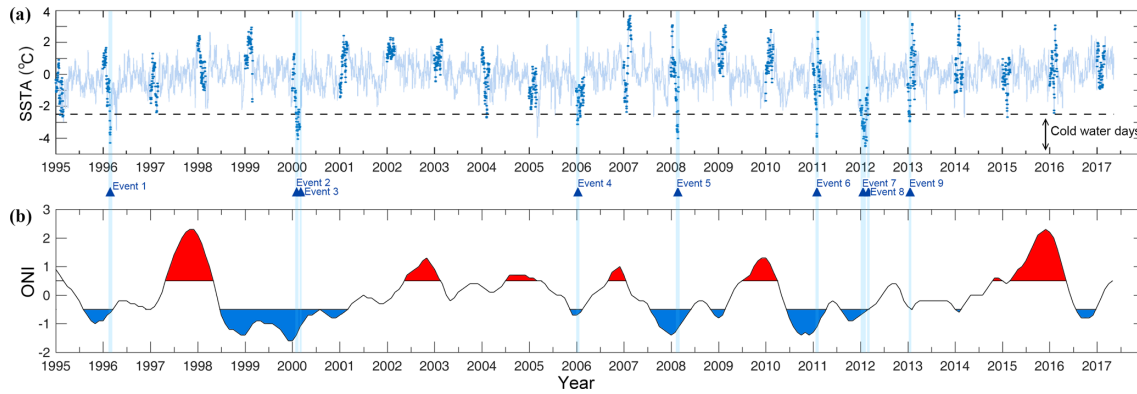 (a)
SSTA (°C)
4
2
0
-2
-4
Cold water days
1995 1996 1997 1998 1999 2000 2001 2002 2003 2004 2005 2006 2007 2008 2009 2010 2011 2012 2013 2014 2015 2016 2017
Event 1
Event 2
Event 3
Event 4
Event 5
Event 6
Event 7
Event 8
Event 9
(b)
ONI
3
2
1
0
-1
-2
1995 1996 1997 1998 1999 2000 2001 2002 2003 2004 2005 2006 2007 2008 2009 2010 2011 2012 2013 2014 2015 2016 2017
Year